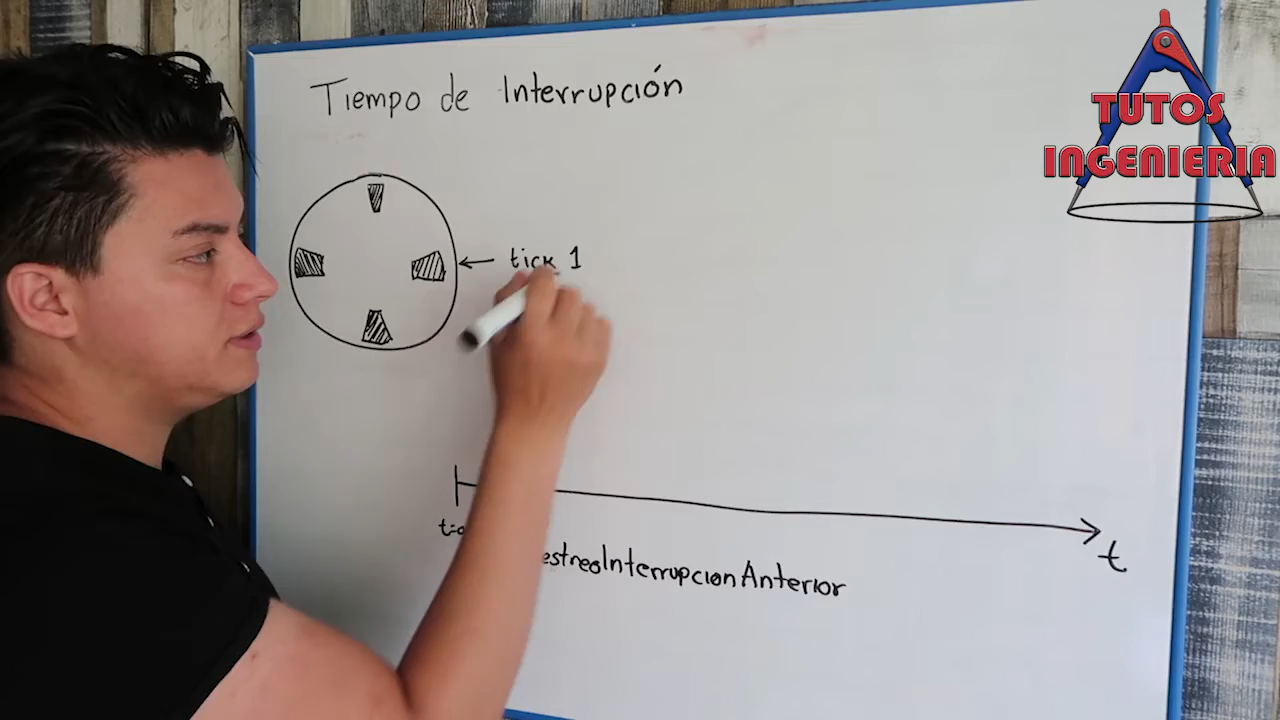 Tiempo de Interrupción
TUTOS
INGENIERIA
tick 1
t
estreoInterrupcionAnterior